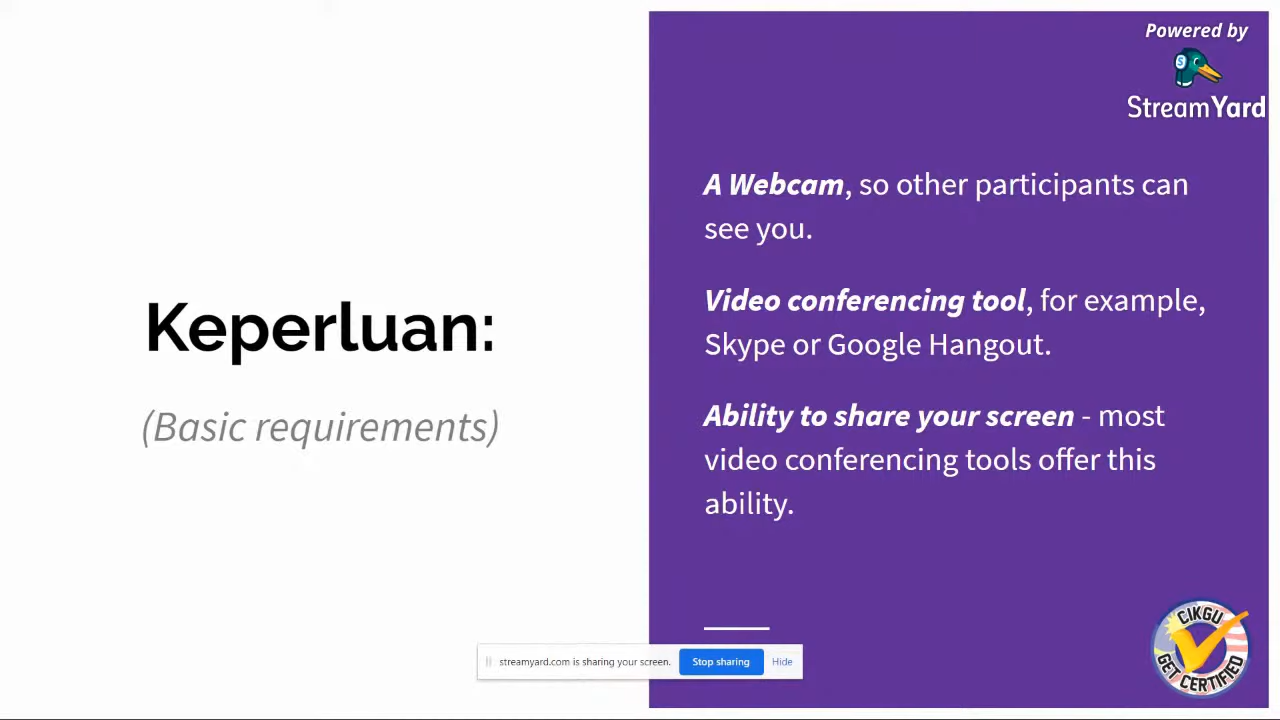 Powered by
S
StreamYard
Keperluan:
(Basic requirements)
A Webcam, so other participants can
see you.
Video conferencing tool, for example,
Skype or Google Hangout.
Ability to share your screen - most
video conferencing tools offer this
ability.
streamyard.com is sharing your screen. Stop sharing Hide
CIKGU
GET CERTIFIED